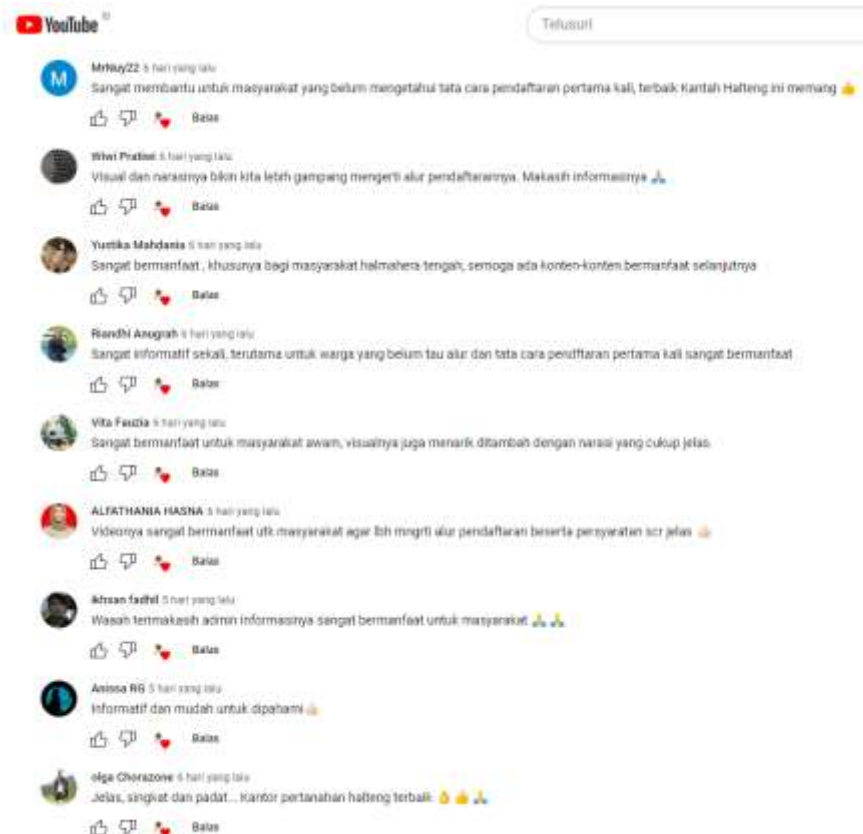 YouTube ID
Telusuri
MrNuy22 6 hari yang lalu
Sangat membantu untuk masyarakat yang belum mengetahui tata cara pendaftaran pertama kali, terbaik Kantah Halteng ini memang 👍
Balas
Wiwi Pratiwi 6 hari yang lalu
Visual dan narasinya bikin kita lebih gampang mengerti alur pendaftarannya. Makasih informasinya 🙏
Balas
Yustika Mahdania 6 hari yang lalu
Sangat bermanfaat , khusunya bagi masyarakat halmahera tengah, semoga ada konten-konten bermanfaat selanjutnya
Balas
Riandhi Anugrah 6 hari yang lalu
Sangat informatif sekali, terutama untuk warga yang belum tau alur dan tata cara pendftaran pertama kali sangat bermanfaat
Balas
Vita Fauzia 6 hari yang lalu
Sangat bermanfaat untuk masyarakat awam, visualnya juga menarik ditambah dengan narasi yang cukup jelas.
Balas
ALFATHANIA HASNA 5 hari yang lalu
Videonya sangat bermanfaat utk masyarakat agar lbh mngrti alur pendaftaran beserta persyaratan scr jelas 👍🏻
Balas
ikhsan fadhil 5 hari yang lalu
Waaah terimakasih admin informasinya sangat bermanfaat untuk masyarakat 🙏 🙏
Balas
Anissa RG 5 hari yang lalu
Informatif dan mudah untuk dipahami 👍🏻
Balas
olga Chorazone 6 hari yang lalu
Jelas, singkat dan padat... Kantor pertanahan halteng terbaik 👌 👍 🙏
Balas